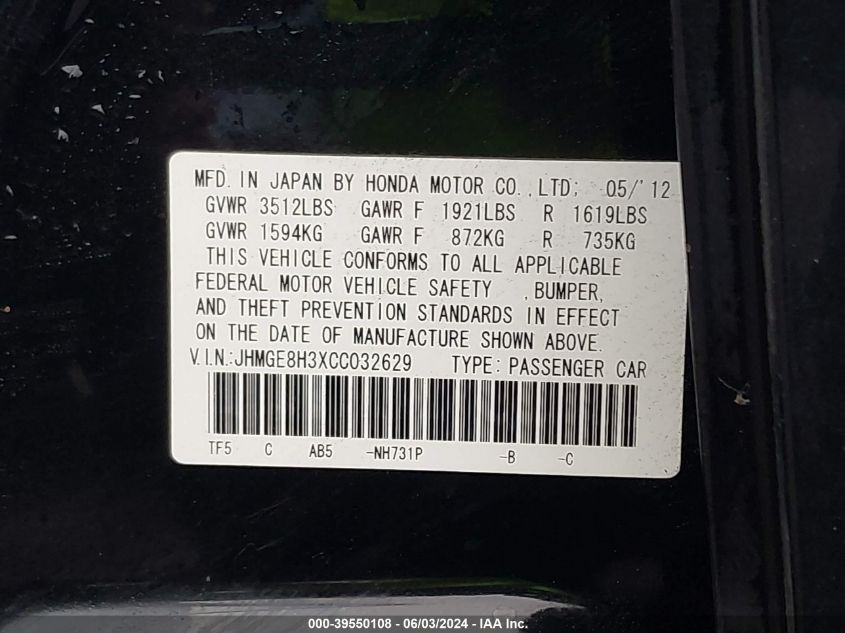 MFD. IN JAPAN BY HONDA MOTOR CO.,LTD; 05/'12
GVWR 3512LBS GAWR F 1921LBS R 1619LBS
GVWR 1594KG GAWR F 872KG R 735KG
THIS VEHICLE CONFORMS TO ALL APPLICABLE
FEDERAL MOTOR VEHICLE SAFETY ,BUMPER,
AND THEFT PREVENTION STANDARDS IN EFFECT
ON THE DATE OF MANUFACTURE SHOWN ABOVE.
V.I.N.:JHMGE8H3XCC032629 TYPE: PASSENGER CAR
TF5 C AB5 -NH731P -B -C
000-39550108 - 06/03/2024 - IAA Inc.